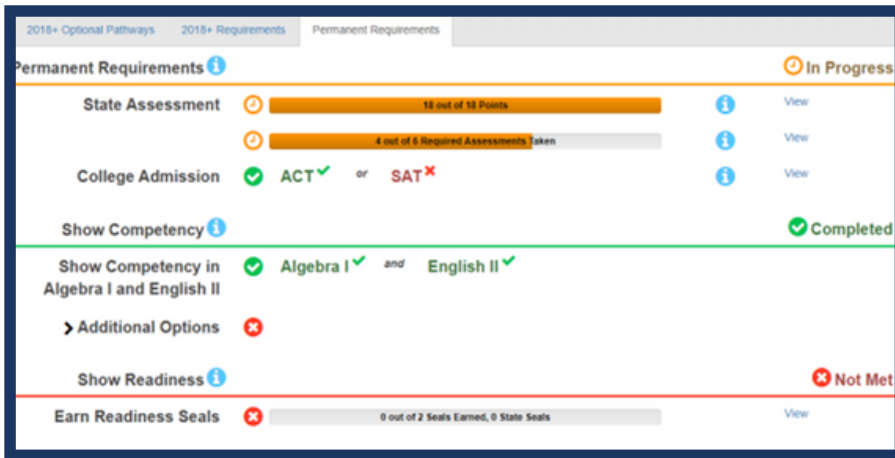 2018+ Optional Pathways 2018+ Requirements Permanent Requirements
Permanent Requirements In Progress
State Assessment 18 out of 18 Points View
4 out of 6 Required Assessments Taken View
College Admission ACT or SAT View
Show Competency Completed
Show Competency in Algebra I and English II
Algebra I and English II
Additional Options
Show Readiness Not Met
Earn Readiness Seals 0 out of 2 Seals Earned, 0 State Seals View